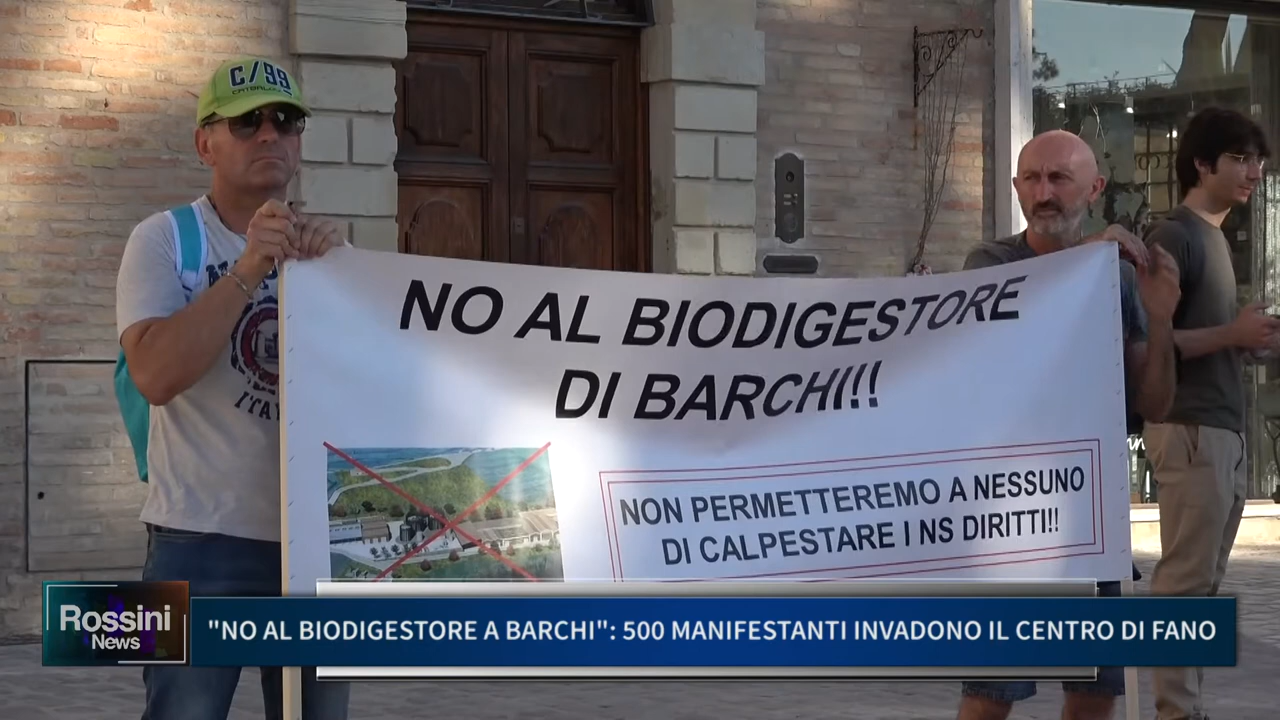 C/99
NO AL BIODIGESTORE
DI BARCHI!!!
NON PERMETTEREMO A NESSUNO
DI CALPESTARE I NS DIRITTI!!
Rossini
News
"NO AL BIODIGESTORE A BARCHI": 500 MANIFESTANTI INVADONO IL CENTRO DI FANO